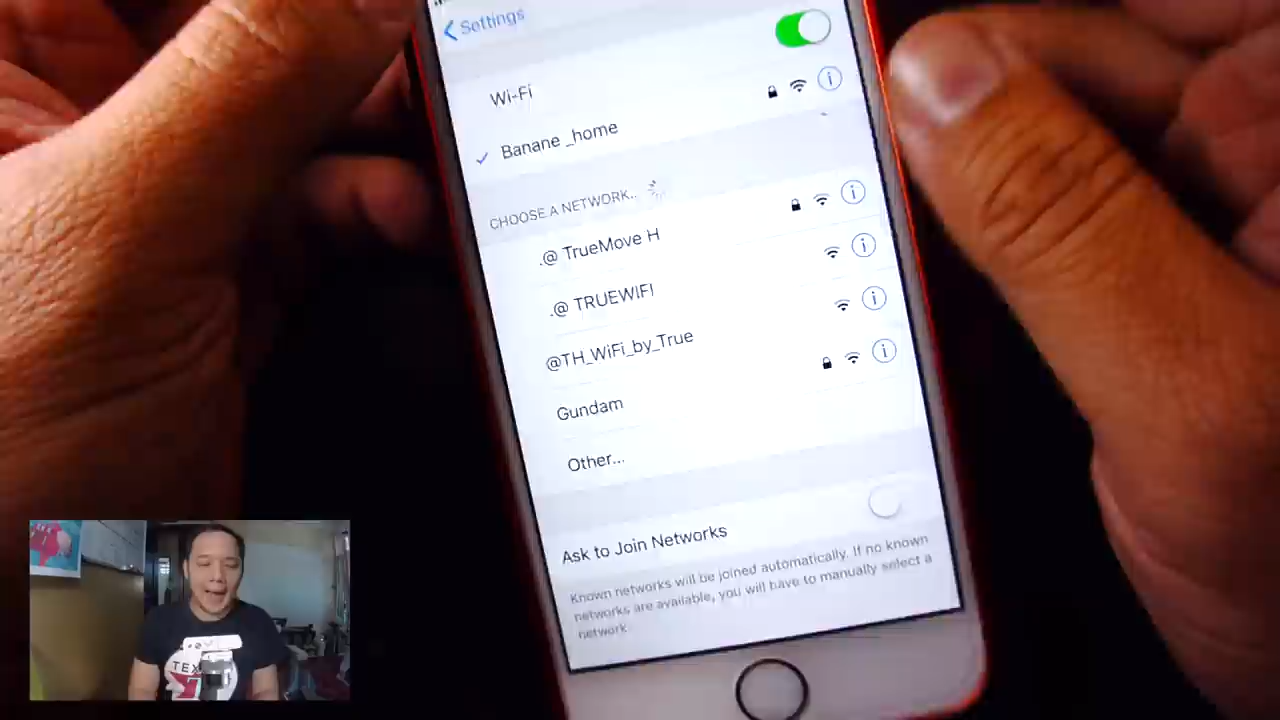 Settings
Wi-Fi
Banane _home
CHOOSE A NETWORK...
.@ TrueMove H
.@ TRUEWIFI
@TH_WiFi_by_True
Gundam
Other...
Ask to Join Networks
Known networks will be joined automatically. If no known
networks are available, you will have to manually select a
network.
TEX